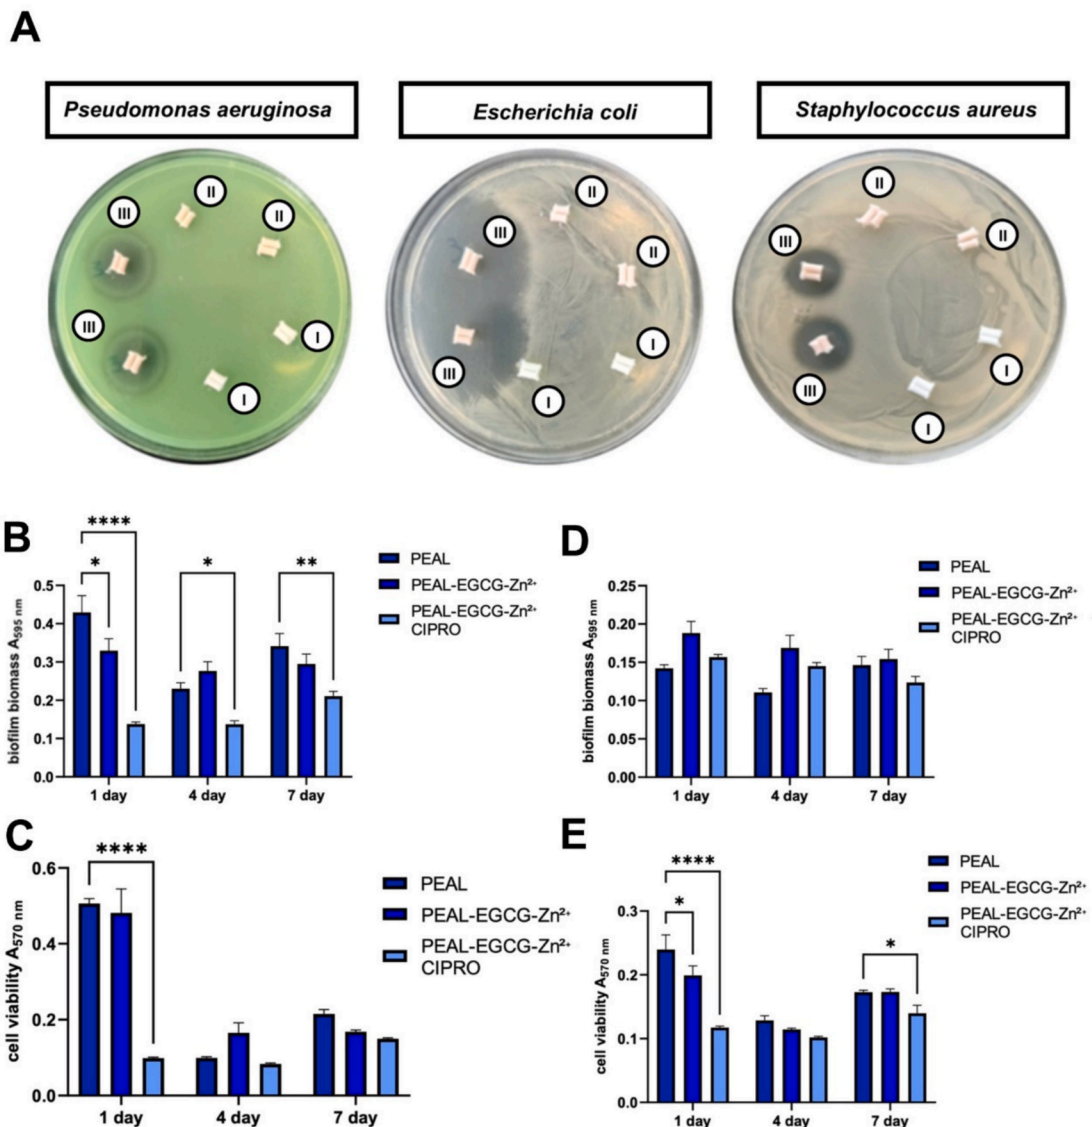 A
Pseudomonas aeruginosa
Escherichia coli
Staphylococcus aureus
II
II
III
III
I
I
II
III
II
I
III
I
II
II
III
I
III
I
B
biofilm biomass A595 nm
0.5
0.4
0.3
0.2
0.1
0.0
****
*
*
**
1 day
4 day
7 day
PEAL
PEAL-EGCG-Zn²⁺
PEAL-EGCG-Zn²⁺
CIPRO
D
biofilm biomass A595 nm
0.25
0.20
0.15
0.10
0.05
0.00
1 day
4 day
7 day
PEAL
PEAL-EGCG-Zn²⁺
PEAL-EGCG-Zn²⁺
CIPRO
C
cell viability A570 nm
0.6
0.4
0.2
0.0
****
1 day
4 day
7 day
PEAL
PEAL-EGCG-Zn²⁺
PEAL-EGCG-Zn²⁺
CIPRO
E
cell viability A570 nm
0.3
0.2
0.1
0.0
****
*
*
1 day
4 day
7 day
PEAL
PEAL-EGCG-Zn²⁺
PEAL-EGCG-Zn²⁺
CIPRO